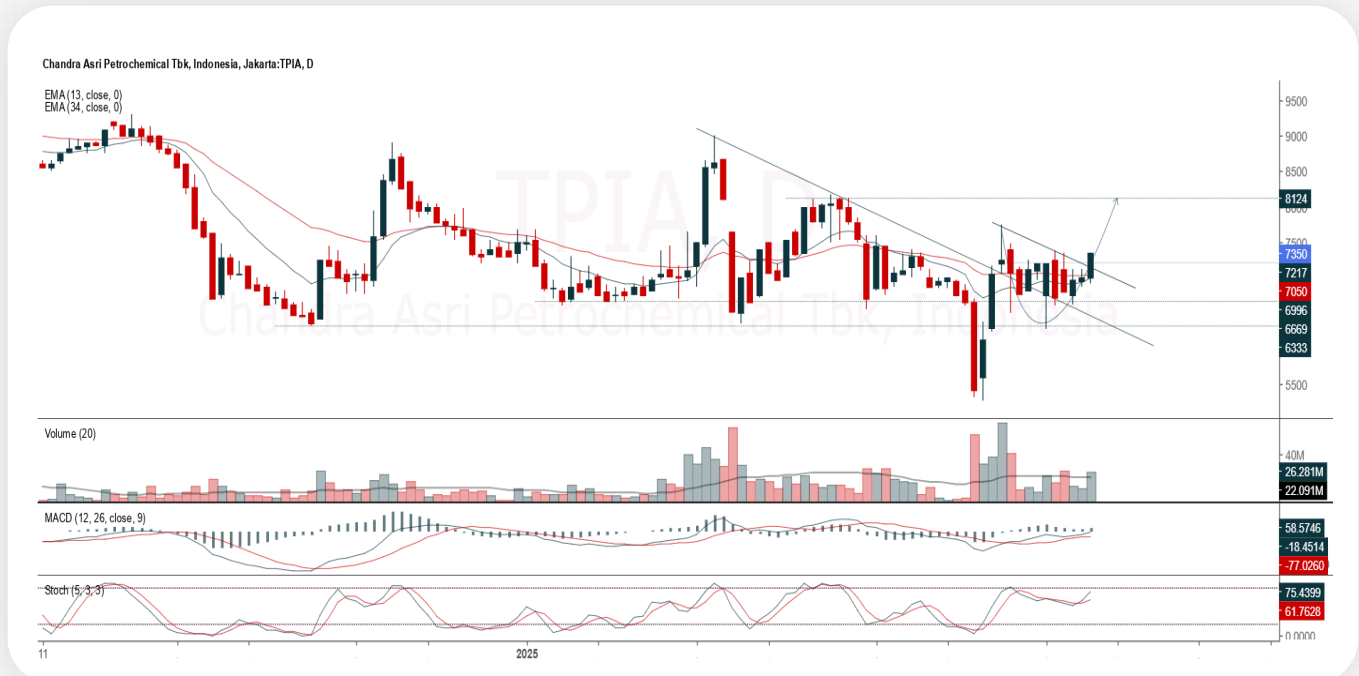 Chandra Asri Petrochemical Tbk, Indonesia, Jakarta:TPIA, D
EMA (13, close, 0)
EMA (34, close, 0)
TPIA, D
Chandra Asri Petrochemical Tbk, Indonesia
9500
9000
8500
8124
8000
7500
7350
7217
7050
6996
6669
6333
5500
Volume (20)
40M
26.281M
22.091M
MACD (12, 26, close, 9)
58.5746
-18.4514
-77.0260
Stoch (5, 3, 3)
75.4399
61.7628
0.0000
11
2025